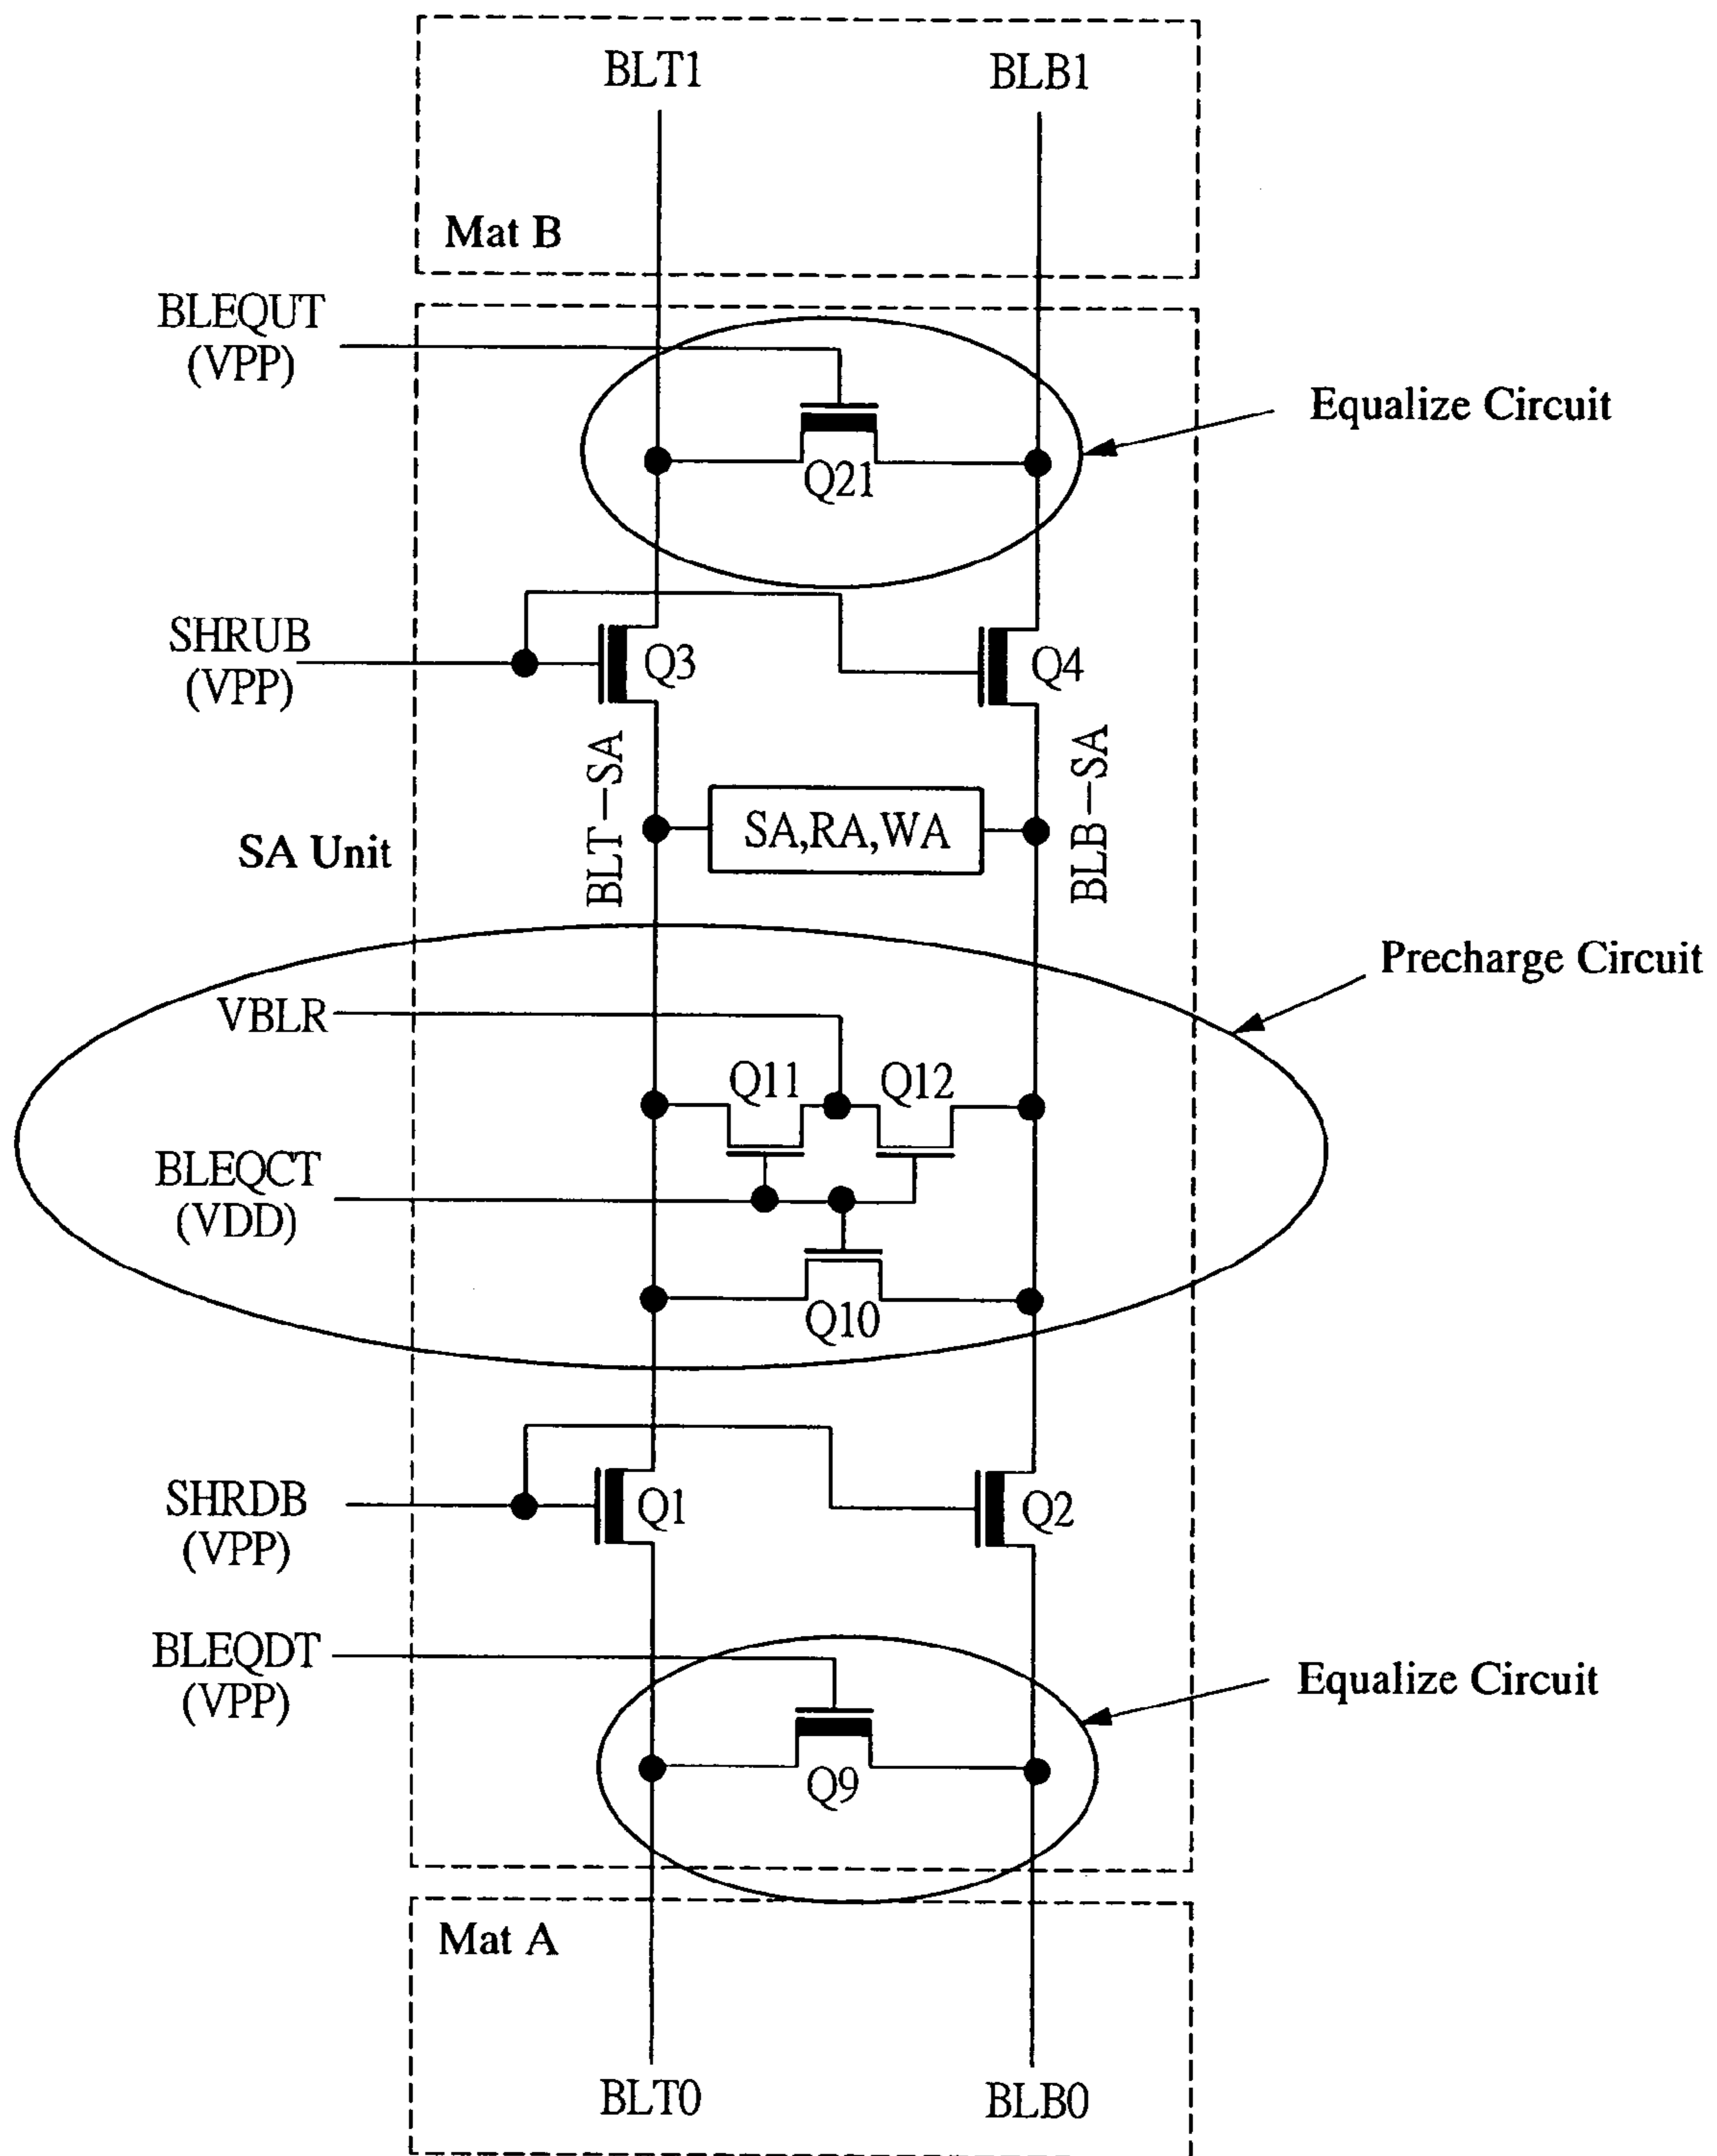 BLT1
BLB1
Mat B
BLEQUT
(VPP)
Equalize Circuit
Q21
SHRUB
(VPP)
Q3
Q4
BLT-SA
BLB-SA
SA Unit
SA,RA,WA
Precharge Circuit
VBLR
Q11
Q12
BLEQCT
(VDD)
Q10
SHRDB
(VPP)
Q1
Q2
BLEQDT
(VPP)
Equalize Circuit
Q9
Mat A
BLT0
BLB0